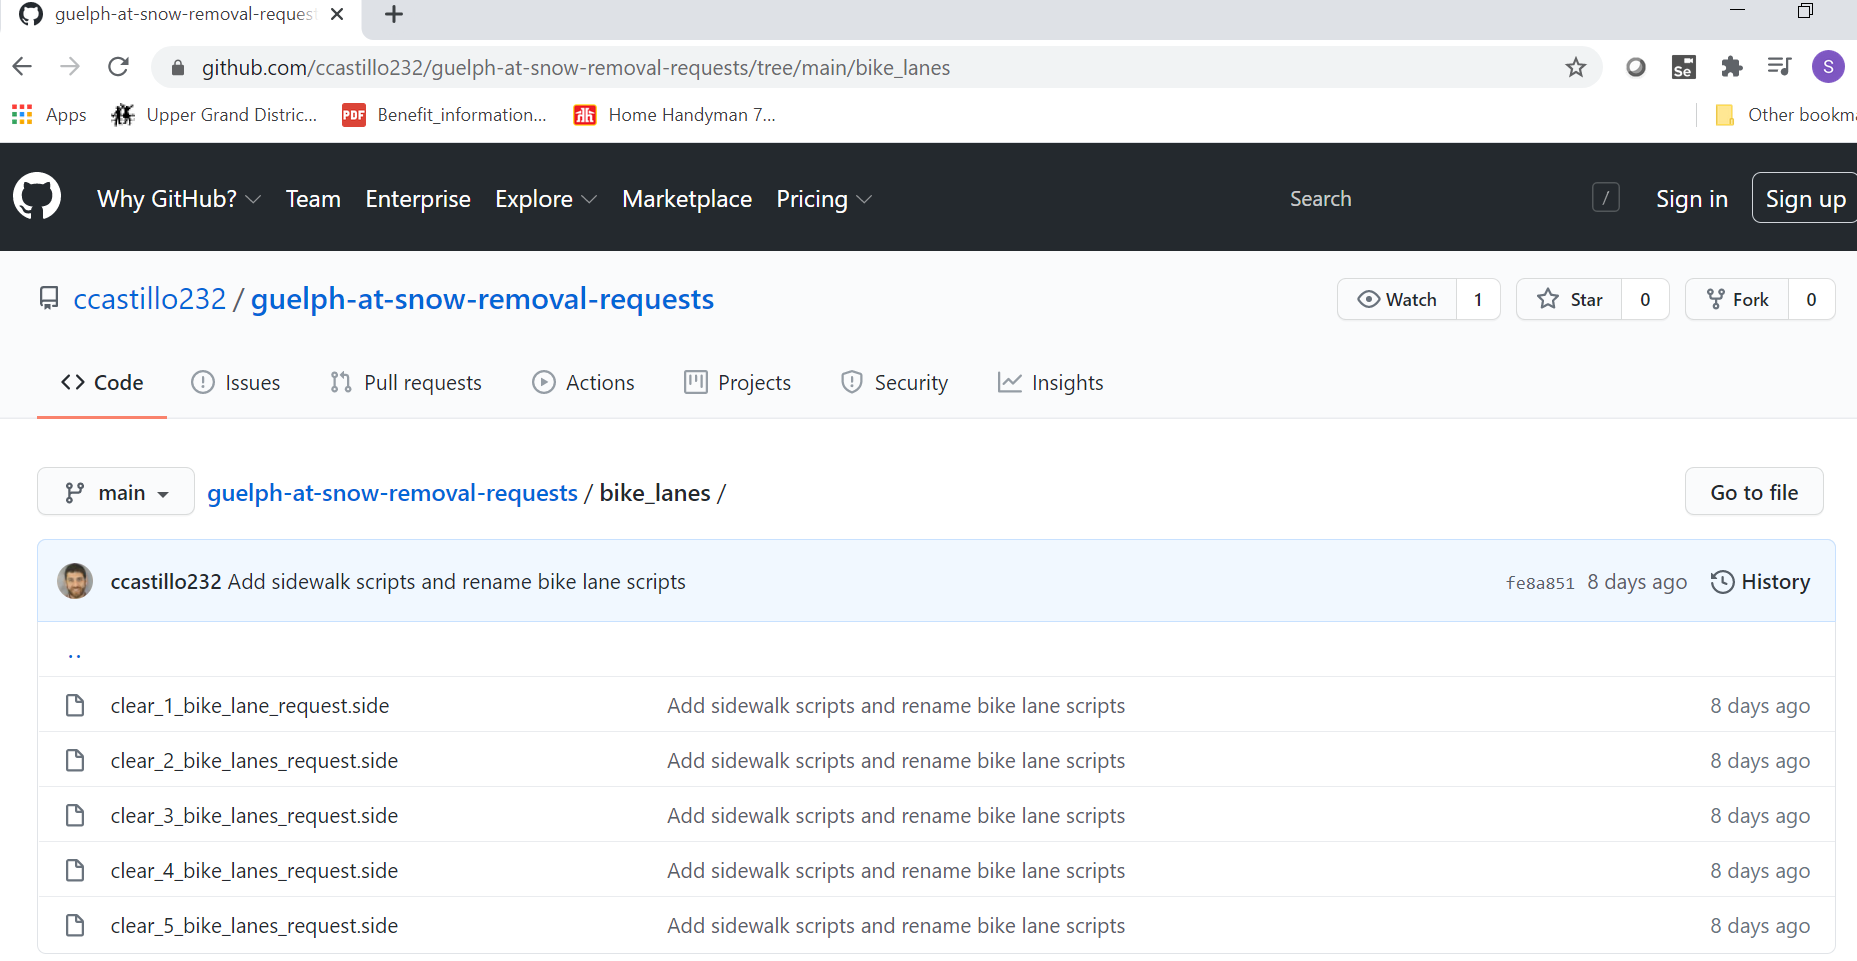 guelph-at-snow-removal-reques
github.com/ccastillo232/guelph-at-snow-removal-requests/tree/main/bike_lanes
Se
S
Apps
Upper Grand Distric...
PDF
Benefit_information...
Home Handyman 7...
Other bookm
Why GitHub?
Team
Enterprise
Explore
Marketplace
Pricing
Search
/
Sign in
Sign up
ccastillo232 / guelph-at-snow-removal-requests
Watch 1
Star 0
Fork 0
Code
Issues
Pull requests
Actions
Projects
Security
Insights
main
guelph-at-snow-removal-requests / bike_lanes /
Go to file
ccastillo232 Add sidewalk scripts and rename bike lane scripts fe8a851 8 days ago History
..
clear_1_bike_lane_request.side Add sidewalk scripts and rename bike lane scripts 8 days ago
clear_2_bike_lanes_request.side Add sidewalk scripts and rename bike lane scripts 8 days ago
clear_3_bike_lanes_request.side Add sidewalk scripts and rename bike lane scripts 8 days ago
clear_4_bike_lanes_request.side Add sidewalk scripts and rename bike lane scripts 8 days ago
clear_5_bike_lanes_request.side Add sidewalk scripts and rename bike lane scripts 8 days ago